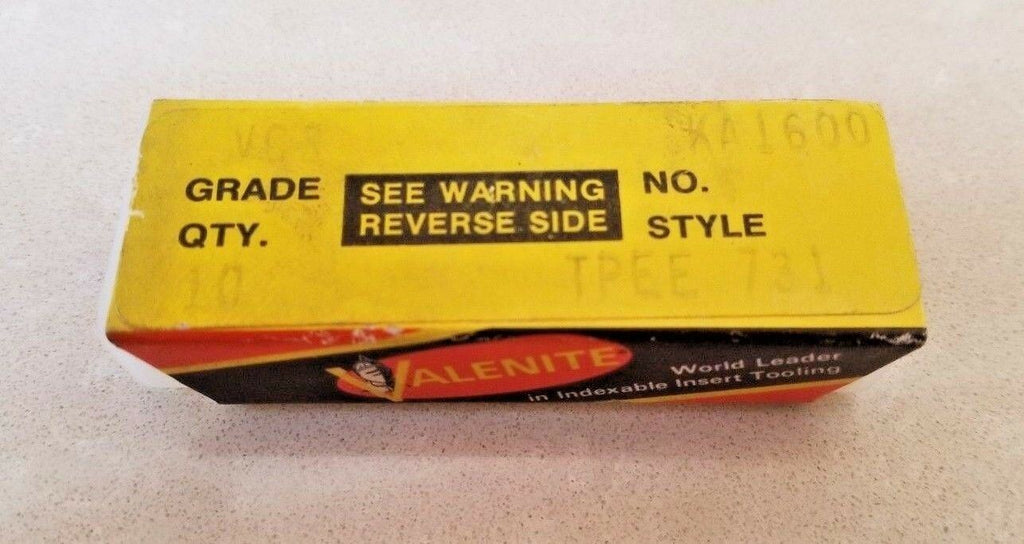 VC7 KA1600
GRADE SEE WARNING NO.
QTY. REVERSE SIDE STYLE
10 TPEE 731
VALENITE
World Leader
in Indexable Insert Tooling